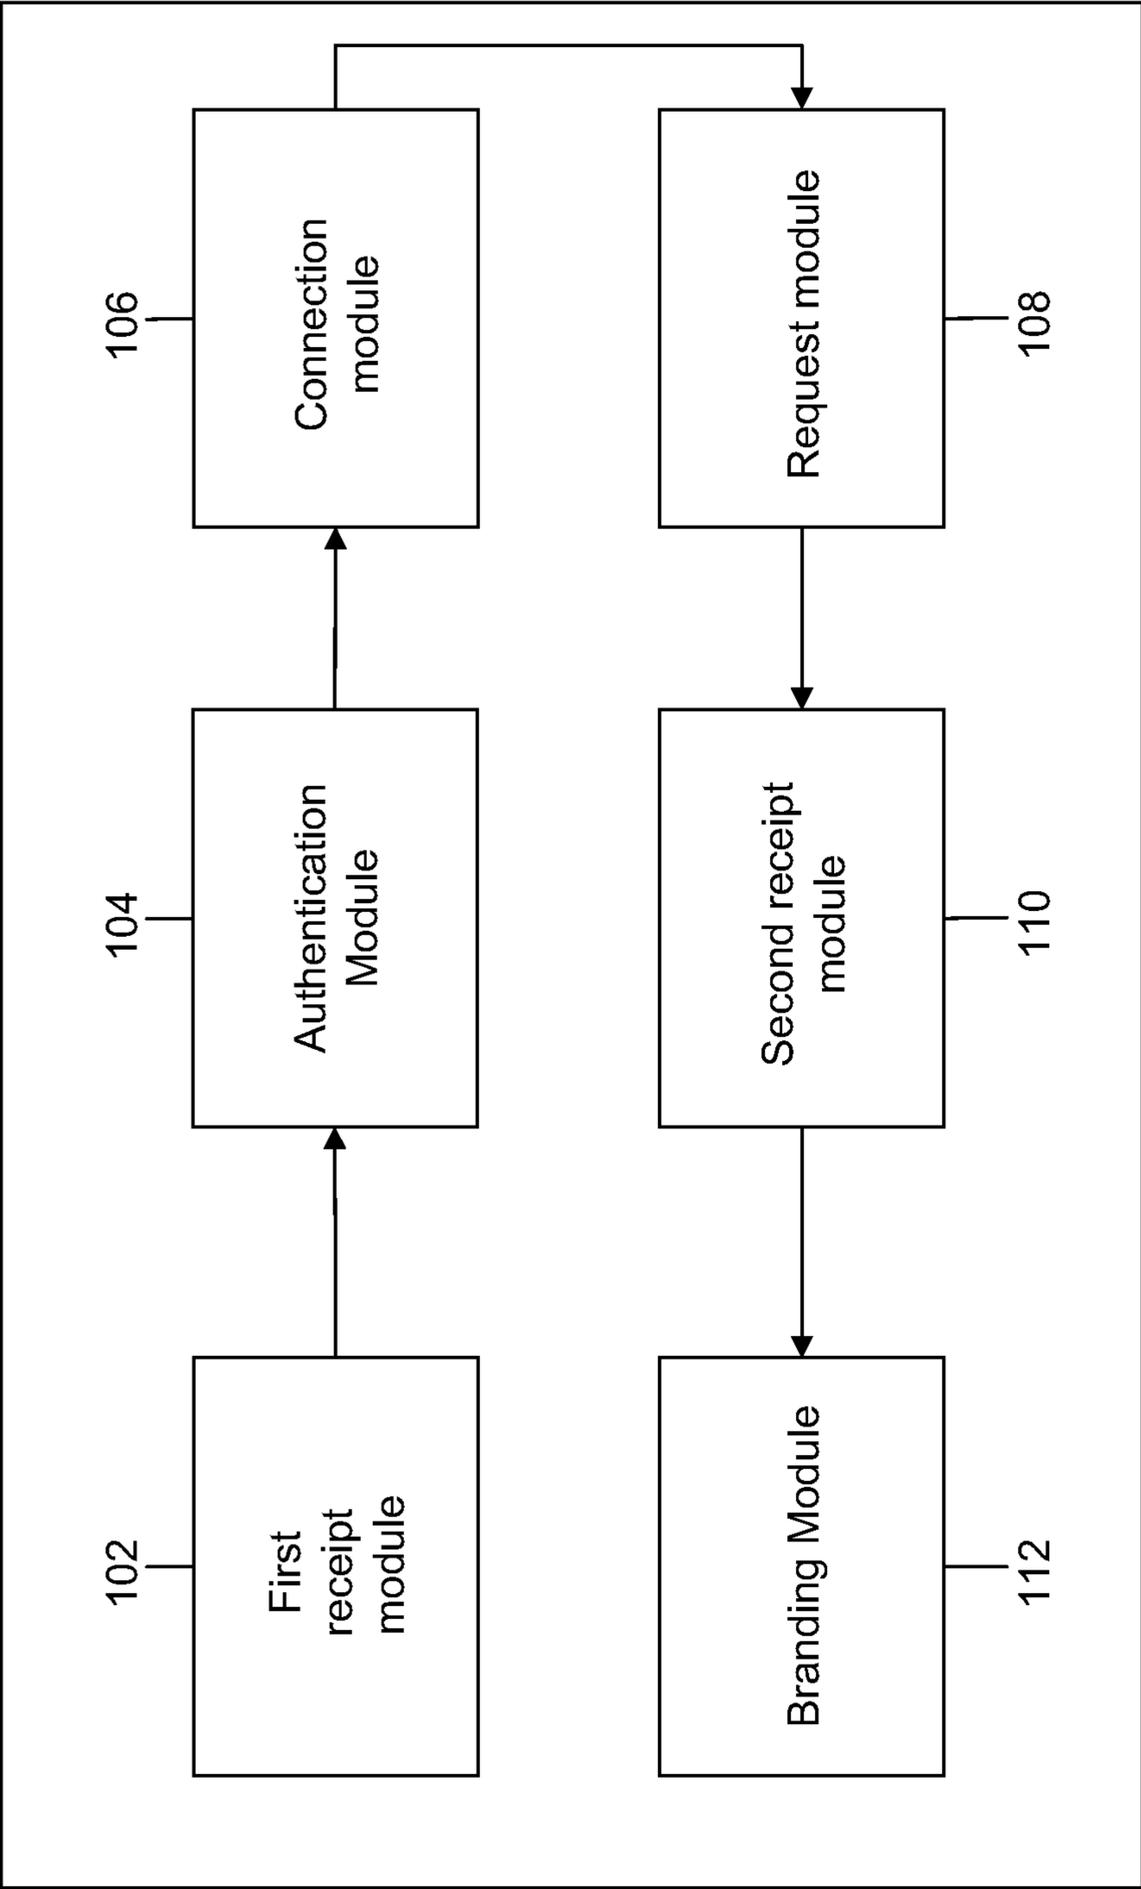 102
First
receipt
module
104
Authentication
Module
106
Connection
module
Request module
108
Second receipt
module
110
Branding Module
112